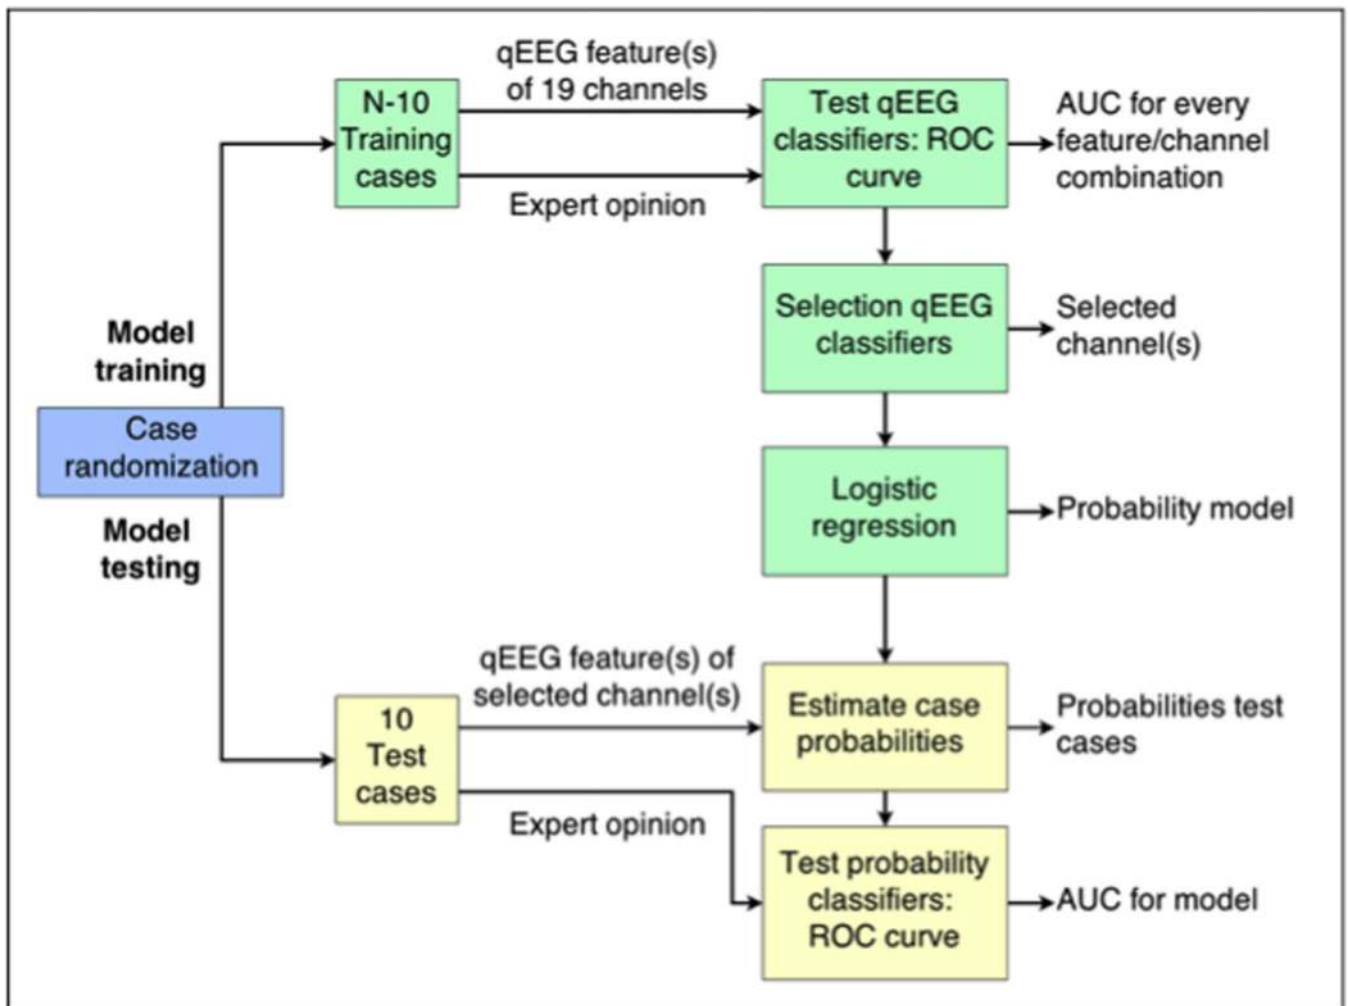 qEEG feature(s)
of 19 channels
N-10
Training
cases
Expert opinion
Test qEEG
classifiers: ROC
curve
AUC for every
feature/channel
combination
Selection qEEG
classifiers
Selected
channel(s)
Model
training
Case
randomization
Model
testing
Logistic
regression
Probability model
qEEG feature(s) of
selected channel(s)
10
Test
cases
Expert opinion
Estimate case
probabilities
Probabilities test
cases
Test probability
classifiers:
ROC curve
AUC for model